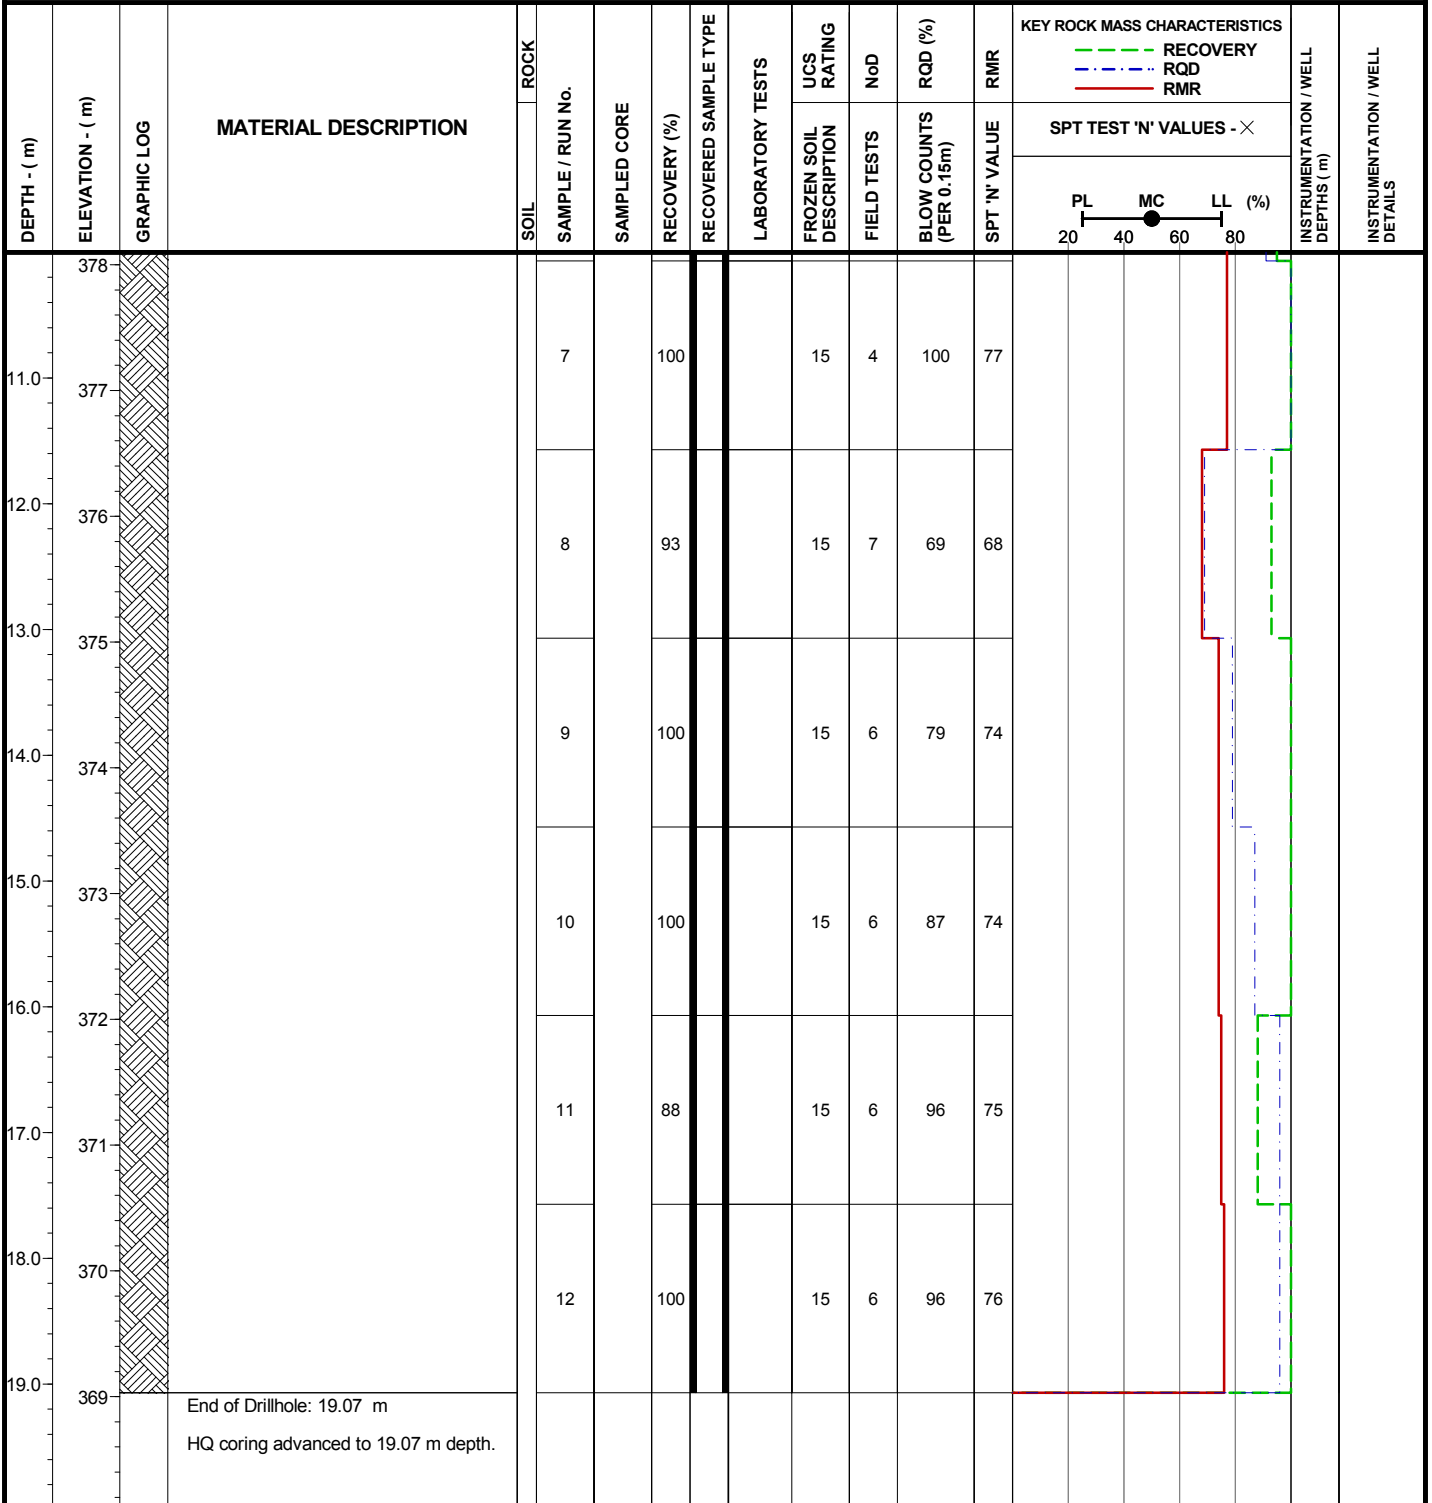 DEPTH - ( m)
ELEVATION - ( m)
GRAPHIC LOG
MATERIAL DESCRIPTION
SOIL
ROCK
SAMPLE / RUN No.
SAMPLED CORE
RECOVERY (%)
RECOVERED SAMPLE TYPE
LABORATORY TESTS
UCS RATING
FROZEN SOIL DESCRIPTION
NoD
FIELD TESTS
RQD (%)
BLOW COUNTS (PER 0.15m)
RMR
SPT 'N' VALUE
KEY ROCK MASS CHARACTERISTICS
RECOVERY
RQD
RMR
SPT TEST 'N' VALUES - X
PL MC LL (%)
20 40 60 80
INSTRUMENTATION / WELL DEPTHS ( m)
INSTRUMENTATION / WELL DETAILS
378
7 100 15 4 100 77
11.0
377
12.0
376
8 93 15 7 69 68
13.0
375
9 100 15 6 79 74
14.0
374
15.0
373
10 100 15 6 87 74
16.0
372
11 88 15 6 96 75
17.0
371
18.0
370
12 100 15 6 96 76
19.0
369
End of Drillhole: 19.07 m
HQ coring advanced to 19.07 m depth.